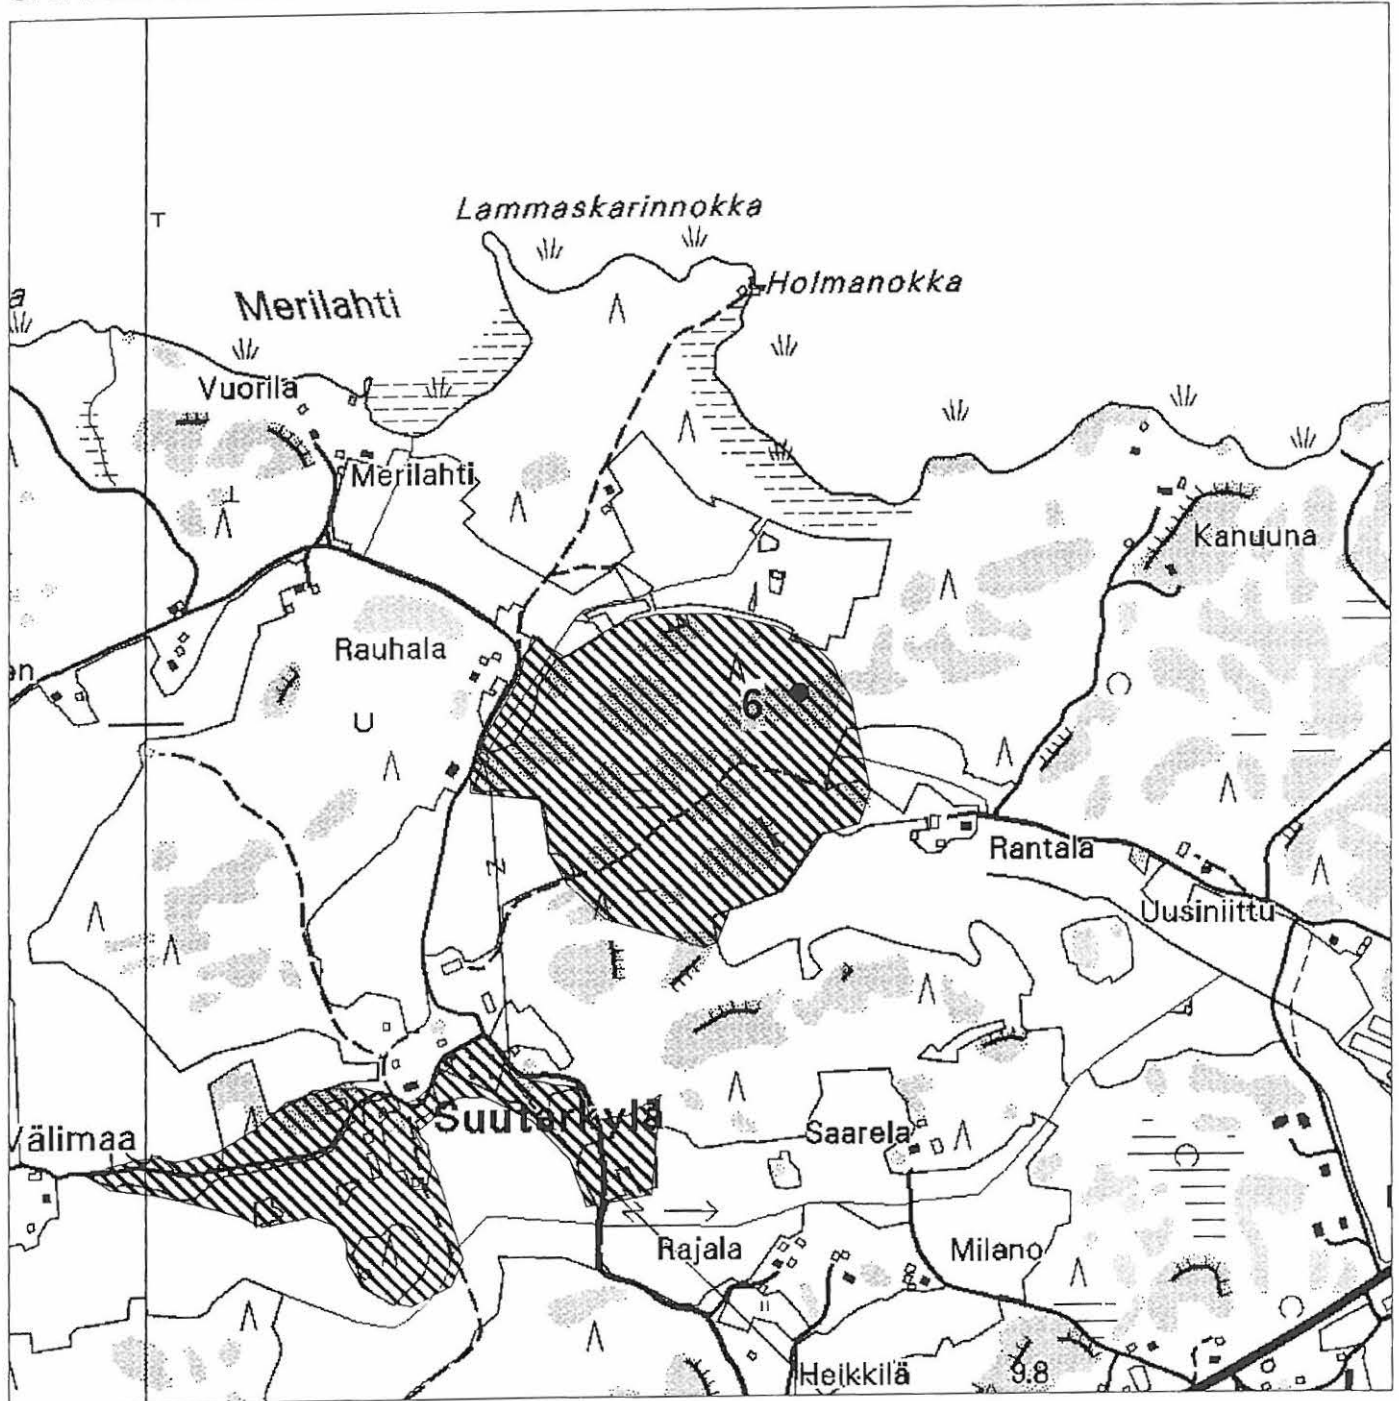 Lammaskarinnokka
Holmanokka
Merilahti
Vuorila
Merilahti
Kanuuna
Rauhala
6
Rantala
Uusiniittu
Suutarkylä
Välimaa
Saarela
Rajala
Milano
Heikkilä
9.8